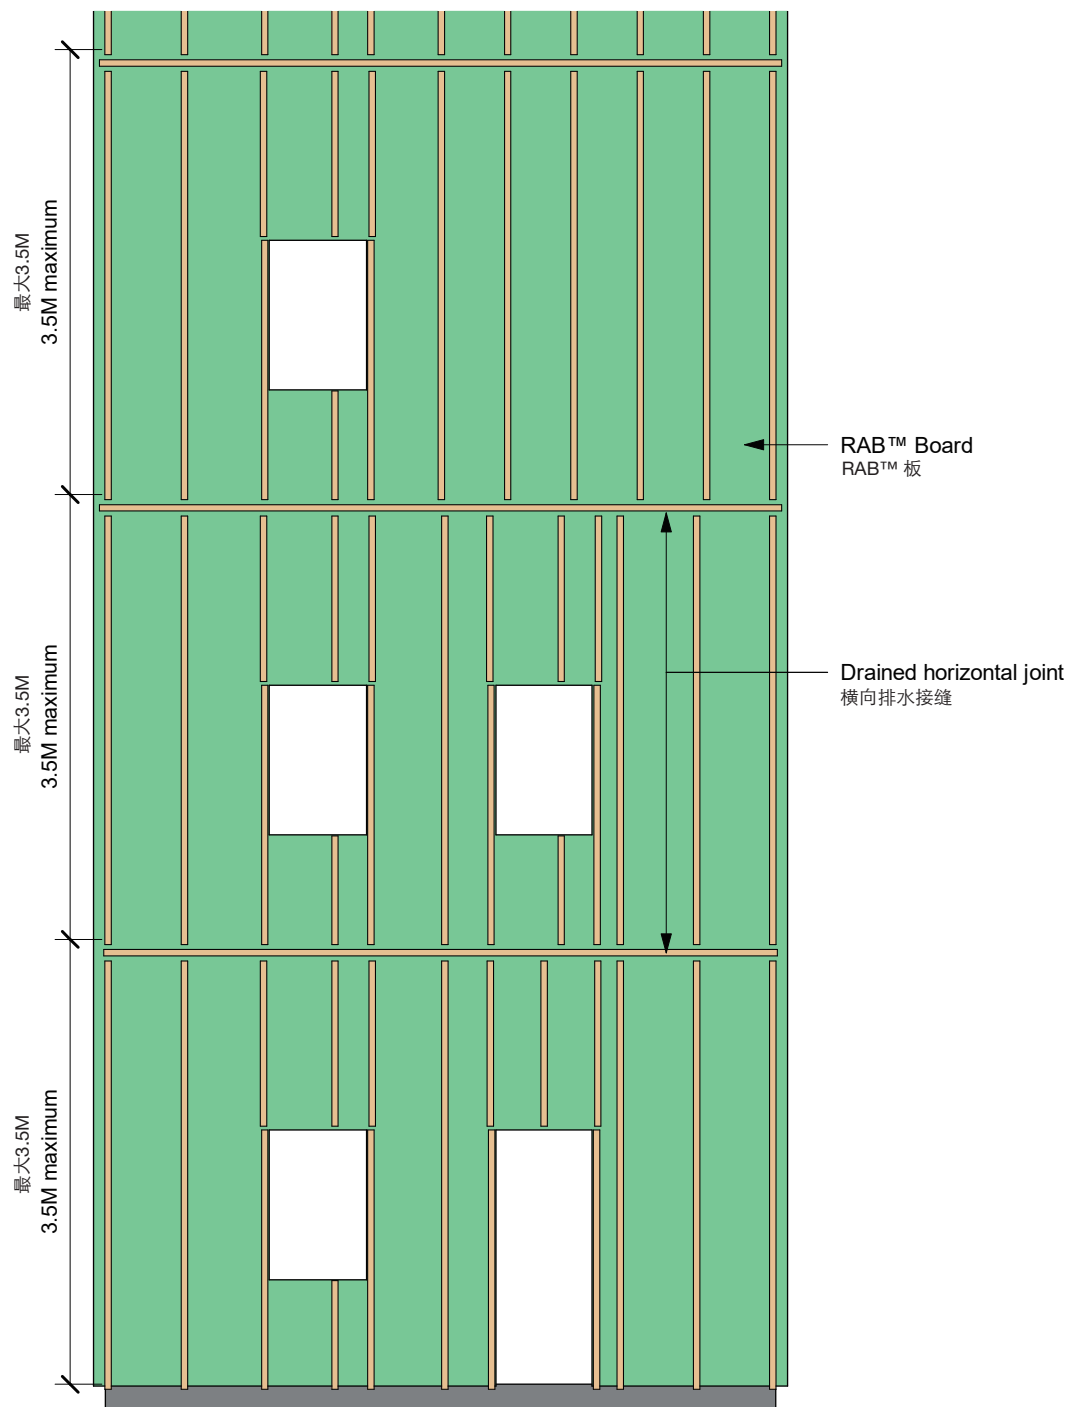 最大3.5M
3.5M maximum
RAB™ Board
RAB™ 板
最大3.5M
3.5M maximum
Drained horizontal joint
横向排水接缝
最大3.5M
3.5M maximum